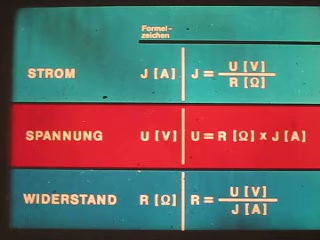 Formel-
zeichen
STROM J [A] J = U [V] / R [Ω]
SPANNUNG U [V] U = R [Ω] x J [A]
WIDERSTAND R [Ω] R = U [V] / J [A]